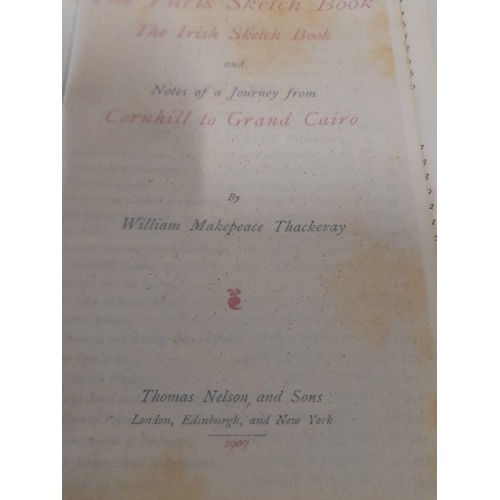 The Paris Sketch Book
The Irish Sketch Book
and
Notes of a Journey from
Cornhill to Grand Cairo
By
William Makepeace Thackeray
Thomas Nelson and Sons
London, Edinburgh, and New York
1907